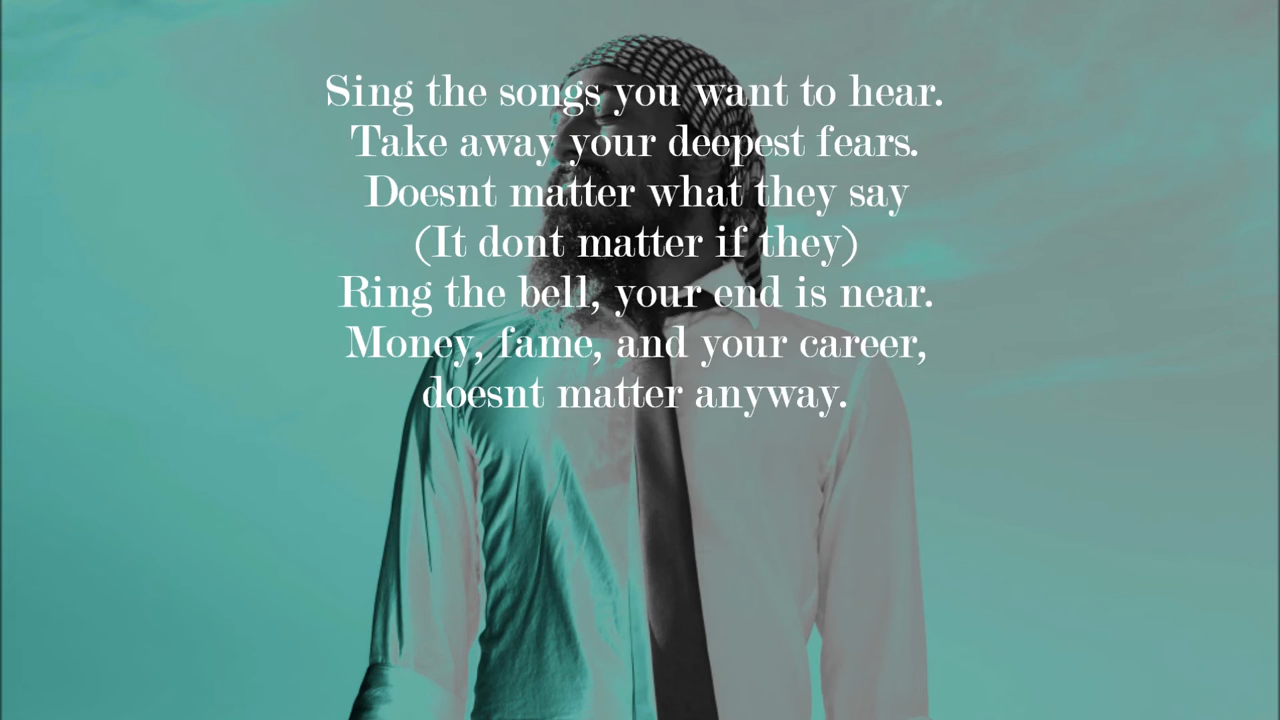 Sing the songs you want to hear.
Take away your deepest fears.
Doesnt matter what they say
(It dont matter if they)
Ring the bell, your end is near.
Money, fame, and your career,
doesnt matter anyway.